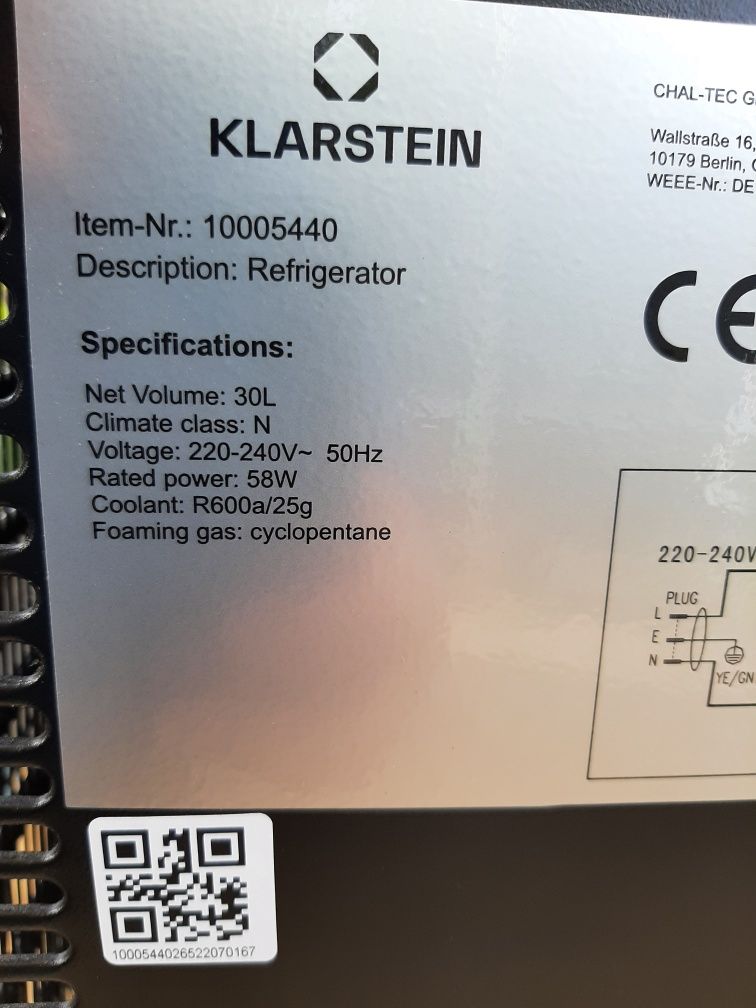 KLARSTEIN
CHAL-TEC G
Wallstraße 16,
10179 Berlin,
WEEE-Nr.: DE
Item-Nr.: 10005440
Description: Refrigerator
CE
Specifications:
Net Volume: 30L
Climate class: N
Voltage: 220-240V~ 50Hz
Rated power: 58W
Coolant: R600a/25g
Foaming gas: cyclopentane
220-240V
PLUG
L
E
N
YE/GN
1000544026522070167